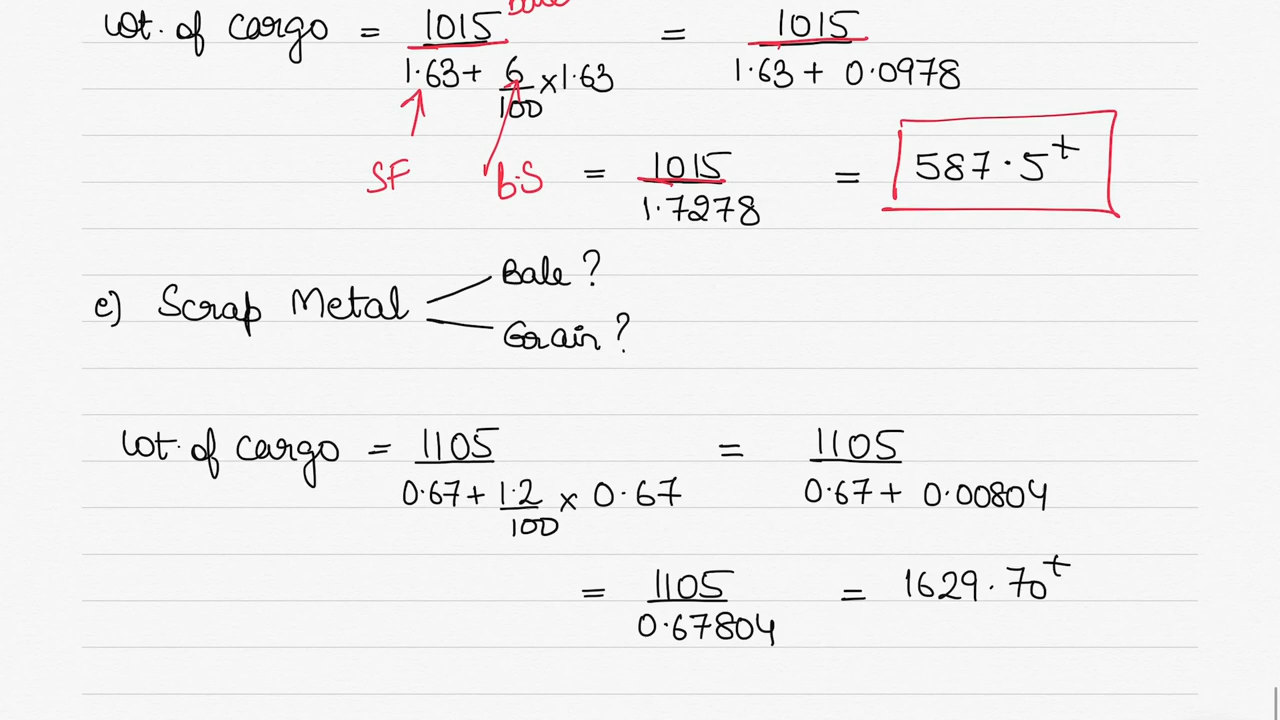 wt. of cargo = 1015 = 1015
1.63 + 6/100 x 1.63 1.63 + 0.0978
SF b.S = 1015/1.7278 = 587.5t
e) Scrap Metal
Bale ?
Grain ?
wt. of cargo = 1105 = 1105
0.67 + 1.2/100 x 0.67 0.67 + 0.00804
= 1105/0.67804 = 1629.70t